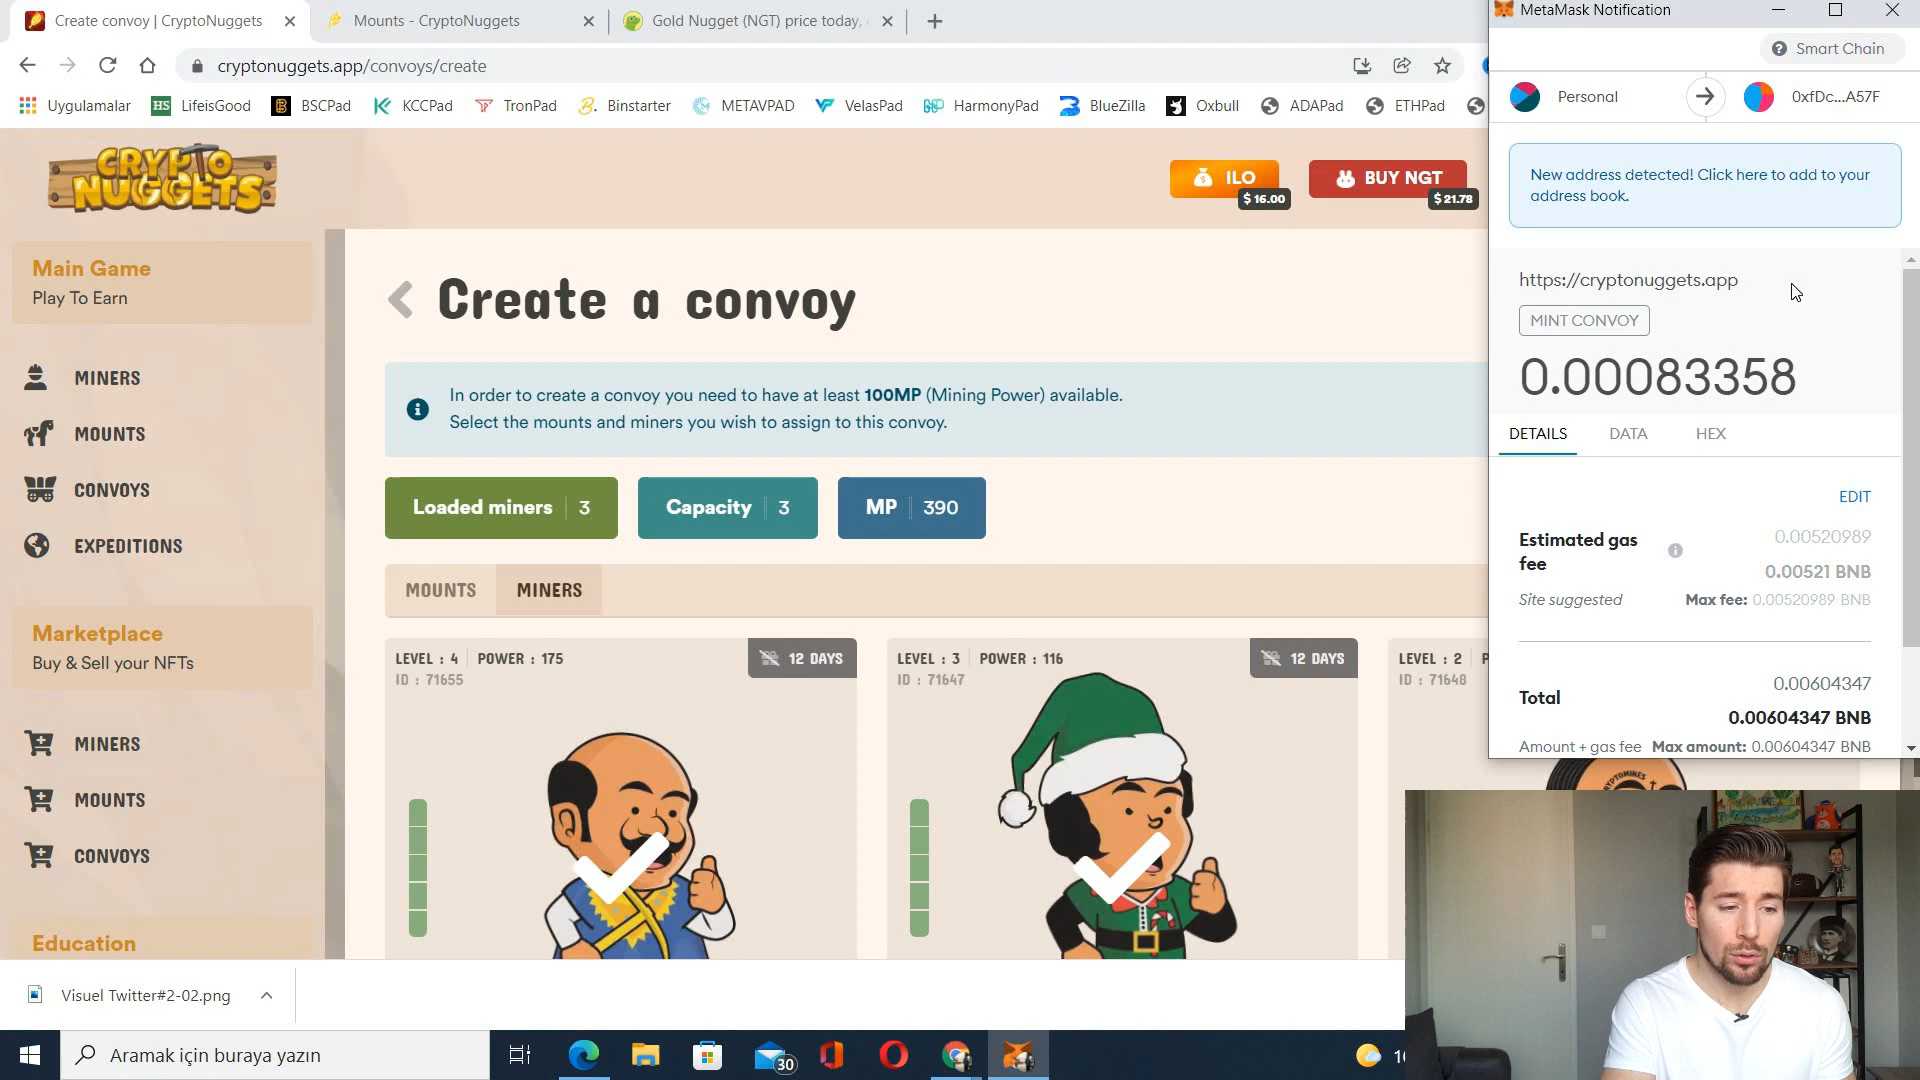 Create convoy | CryptoNuggets
Mounts - CryptoNuggets
Gold Nugget (NGT) price today,
MetaMask Notification
cryptonuggets.app/convoys/create
Smart Chain
Uygulamalar
HS LifeisGood
BSCPad
KCCPad
TronPad
Binstarter
METAVPAD
VelasPad
HarmonyPad
BlueZilla
Oxbull
ADAPad
ETHPad
Personal
0xfDc...A57F
CRYPTO
NUGGETS
ILO
$ 16.00
BUY NGT
$ 21.78
New address detected! Click here to add to your
address book.
Main Game
Play To Earn
MINERS
MOUNTS
CONVOYS
EXPEDITIONS
Marketplace
Buy & Sell your NFTs
MINERS
MOUNTS
CONVOYS
Education
Create a convoy
In order to create a convoy you need to have at least 100MP (Mining Power) available.
Select the mounts and miners you wish to assign to this convoy.
Loaded miners 3
Capacity 3
MP 390
MOUNTS
MINERS
LEVEL : 4 POWER : 175
ID : 71655
12 DAYS
LEVEL : 3 POWER : 116
ID : 71647
12 DAYS
LEVEL : 2 P
ID : 71648
CRYPTOMINES
https://cryptonuggets.app
MINT CONVOY
0.00083358
DETAILS
DATA
HEX
EDIT
Estimated gas
fee
0.00520989
0.00521 BNB
Site suggested
Max fee: 0.00520989 BNB
Total
0.00604347
0.00604347 BNB
Amount + gas fee Max amount: 0.00604347 BNB
Visuel Twitter#2-02.png
Aramak için buraya yazın
30